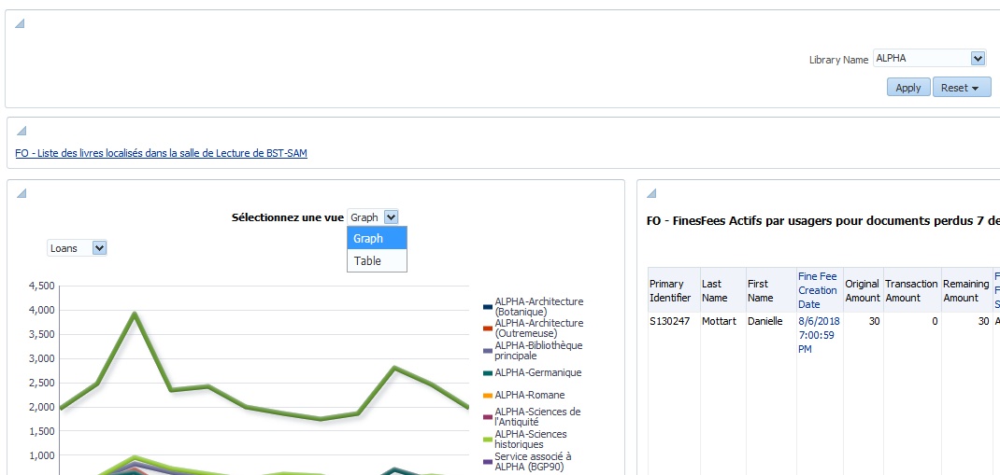 Library Name ALPHA
Apply Reset
FO - Liste des livres localisés dans la salle de Lecture de BST-SAM
Sélectionnez une vue Graph
Graph
Table
Loans
4,500
4,000
3,500
3,000
2,500
2,000
1,500
1,000
ALPHA-Architecture
(Botanique)
ALPHA-Architecture
(Outremeuse)
ALPHA-Bibliothèque
principale
ALPHA-Germanique
ALPHA-Romane
ALPHA-Sciences de
l'Antiquité
ALPHA-Sciences
historiques
Service associé à
ALPHA (BGP90)
FO - FinesFees Actifs par usagers pour documents perdus 7 de
Primary
Identifier
Last
Name
First
Name
Fine Fee
Creation
Date
Original
Amount
Transaction
Amount
Remaining
Amount
F
F
S
S130247 Mottart Danielle 8/6/2018 30 0 30 A
7:00:59
PM